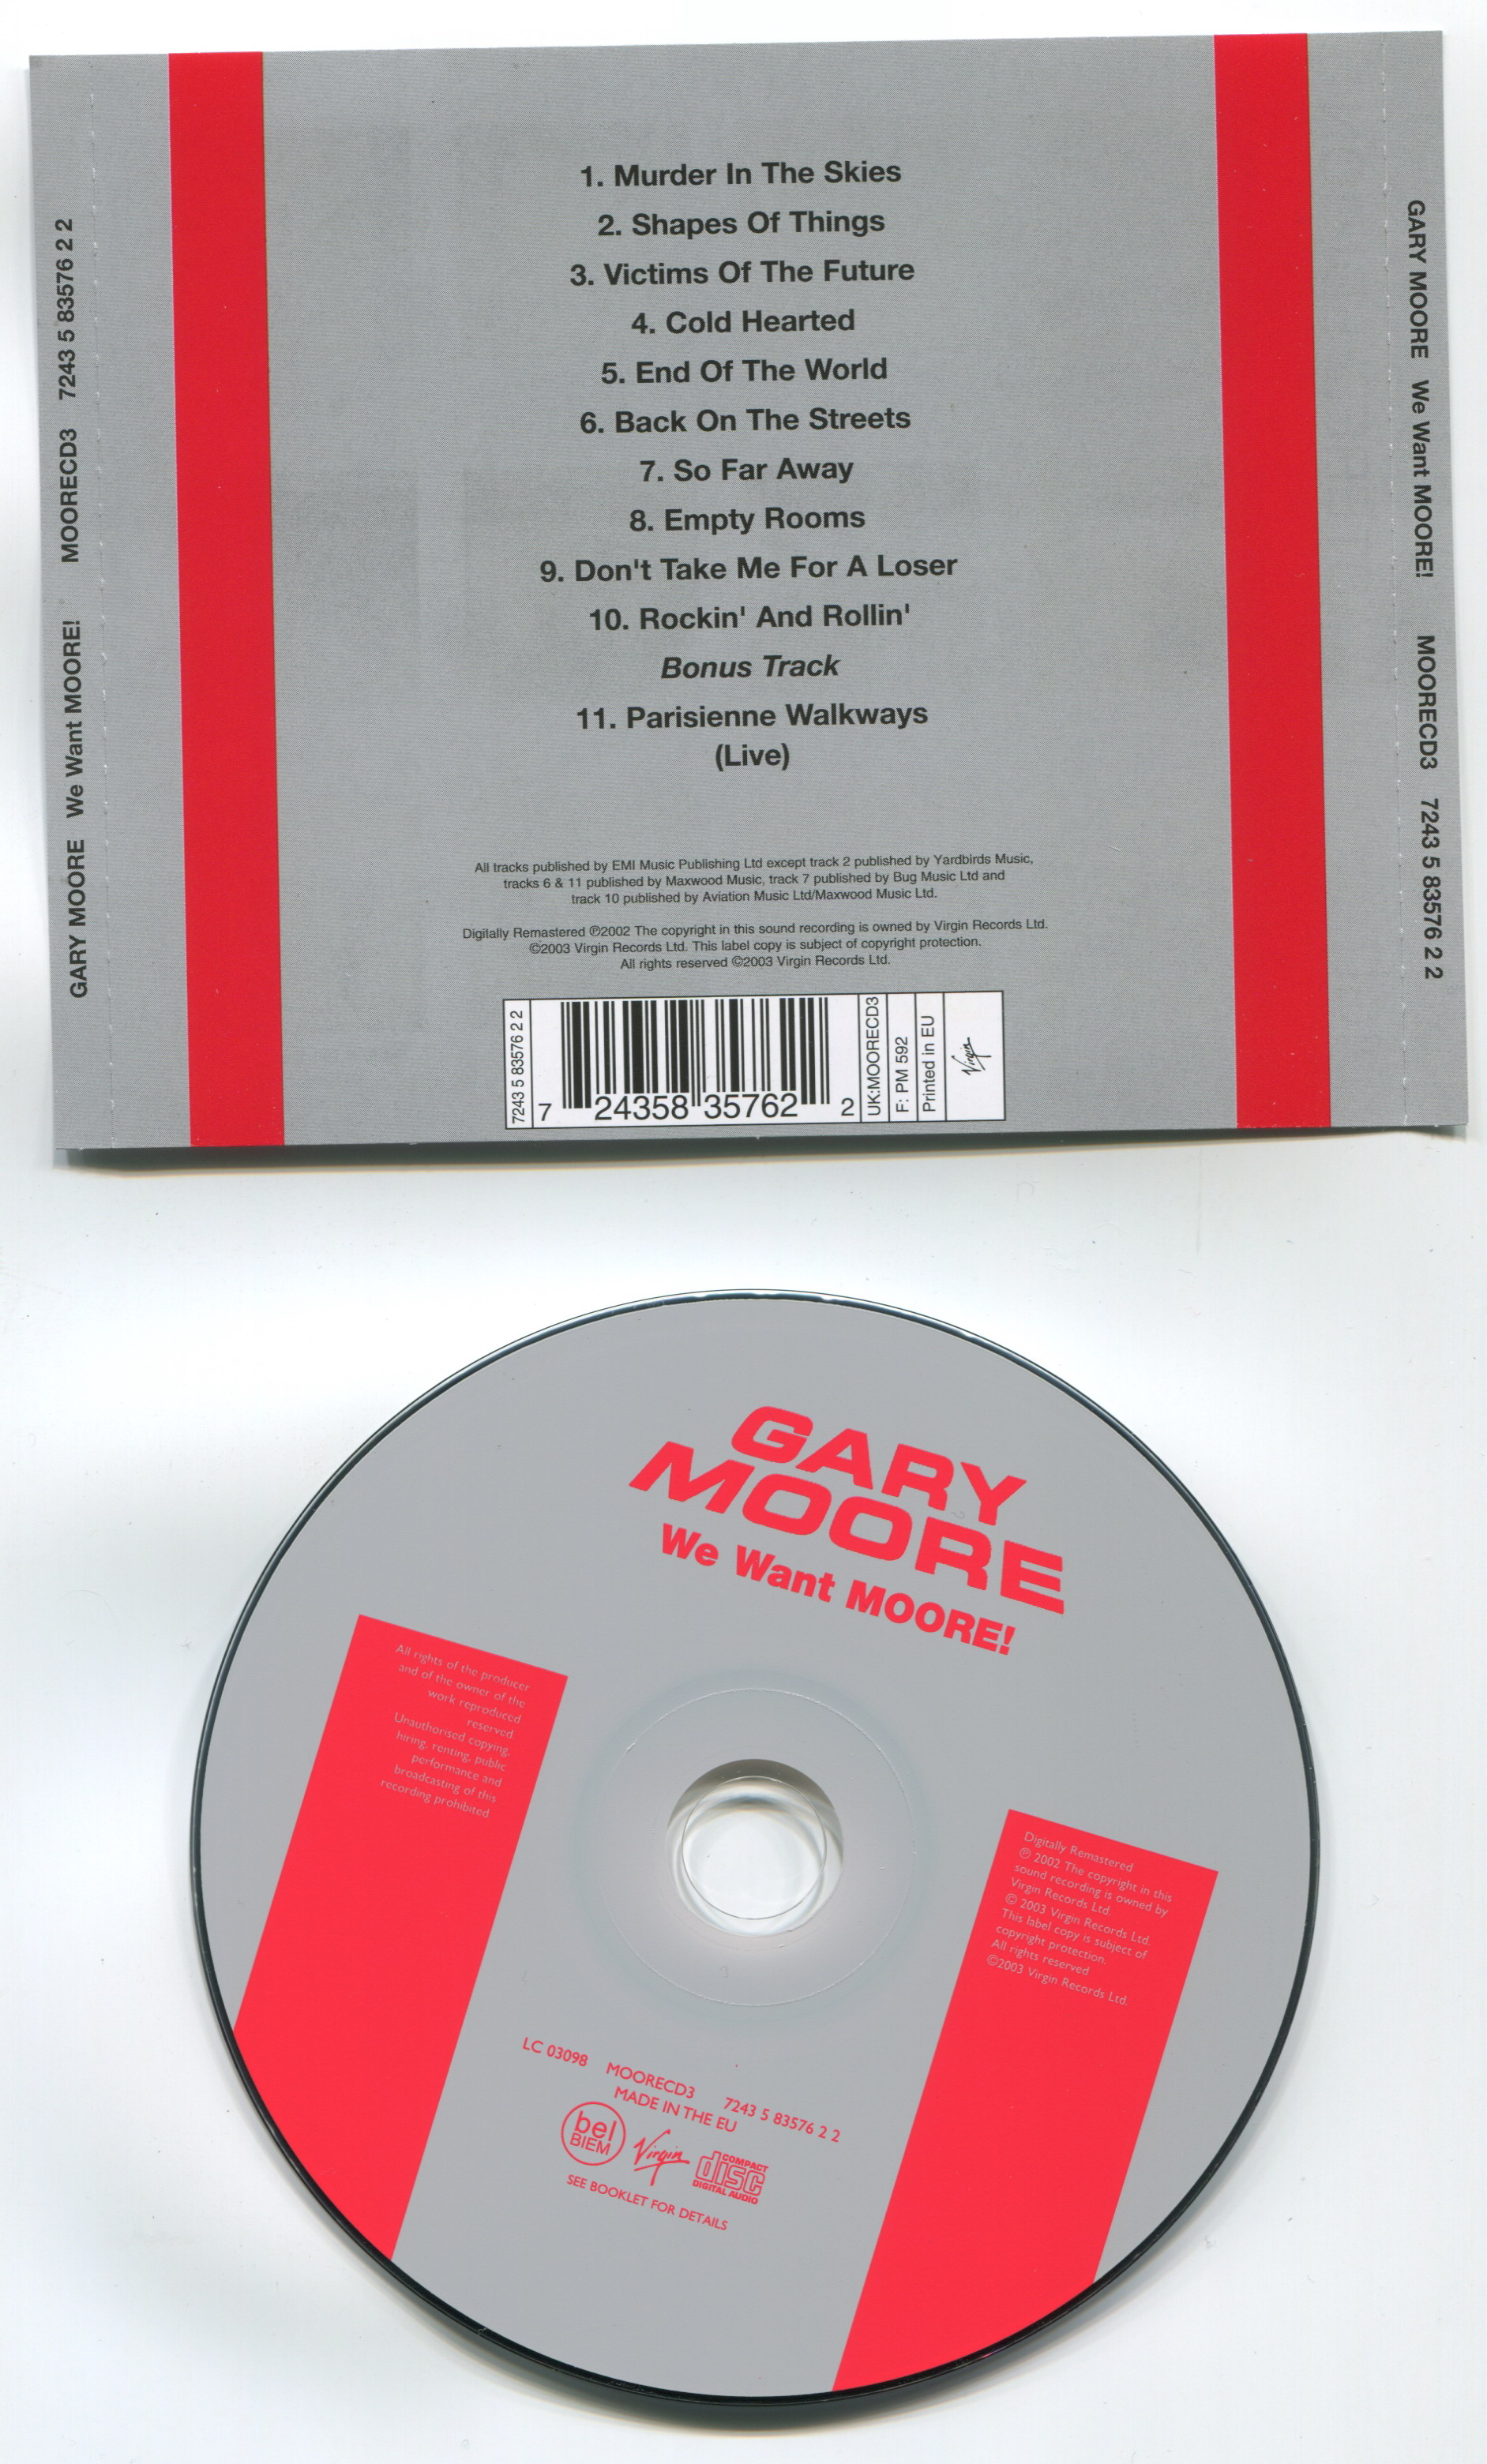 1. Murder In The Skies
2. Shapes Of Things
3. Victims Of The Future
4. Cold Hearted
5. End Of The World
6. Back On The Streets
7. So Far Away
8. Empty Rooms
9. Don't Take Me For A Loser
10. Rockin' And Rollin'
Bonus Track
11. Parisienne Walkways
(Live)
All tracks published by EMI Music Publishing Ltd except track 2 published by Yardbirds Music,
tracks 6 & 11 published by Maxwood Music, track 7 published by Bug Music Ltd and
track 10 published by Aviation Music Ltd/Maxwood Music Ltd.
Digitally Remastered ℗2002 The copyright in this sound recording is owned by Virgin Records Ltd.
©2003 Virgin Records Ltd. This label copy is subject of copyright protection.
All rights reserved ©2003 Virgin Records Ltd.
7243 5 83576 2 2
7 24358 35762 2
UK:MOORECD3
F: PM 592
Printed in EU
Virgin
GARY MOORE We Want MOORE! MOORECD3 7243 5 83576 2 2
GARY MOORE We Want MOORE! MOORECD3 7243 5 83576 2 2
GARY
MOORE
We Want MOORE!
All rights of the producer
and of the owner of the
work reproduced
reserved.
Unauthorised copying,
hiring, renting, public
performance and
broadcasting of this
recording prohibited
Digitally Remastered
℗ 2002 The copyright in this
sound recording is owned by
Virgin Records Ltd.
© 2003 Virgin Records Ltd.
This label copy is subject of
copyright protection.
All rights reserved
©2003 Virgin Records Ltd.
LC 03098 MOORECD3 7243 5 83576 2 2
MADE IN THE EU
bel
BIEM
Virgin
COMPACT
disc
DIGITAL AUDIO
SEE BOOKLET FOR DETAILS